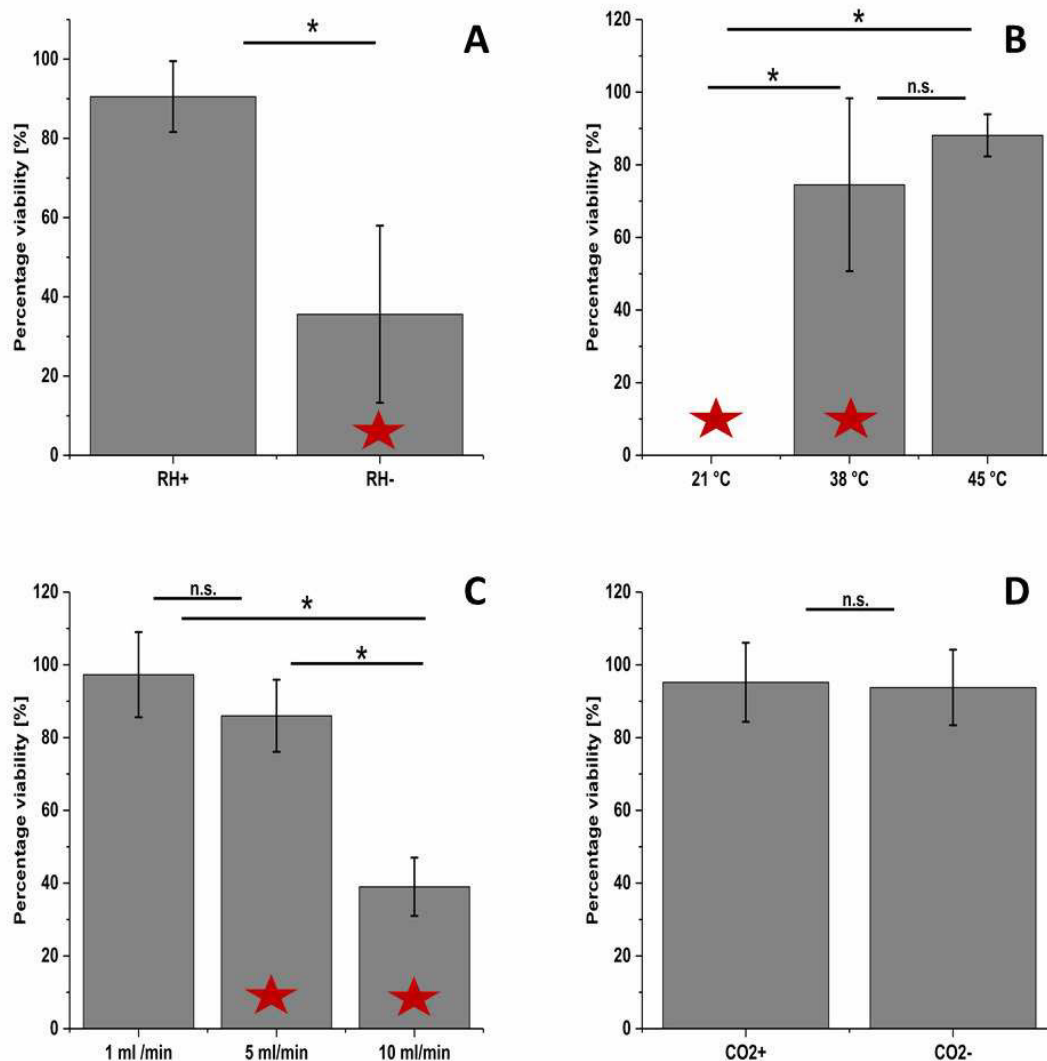 A
*
Percentage viability [%]
100
80
60
40
20
0
RH+
RH-
B
*
*
n.s.
Percentage viability [%]
120
100
80
60
40
20
0
21 °C
38 °C
45 °C
C
n.s.
*
*
Percentage viability [%]
120
100
80
60
40
20
0
1 ml /min
5 ml/min
10 ml/min
D
n.s.
Percentage viability [%]
120
100
80
60
40
20
0
CO2+
CO2-